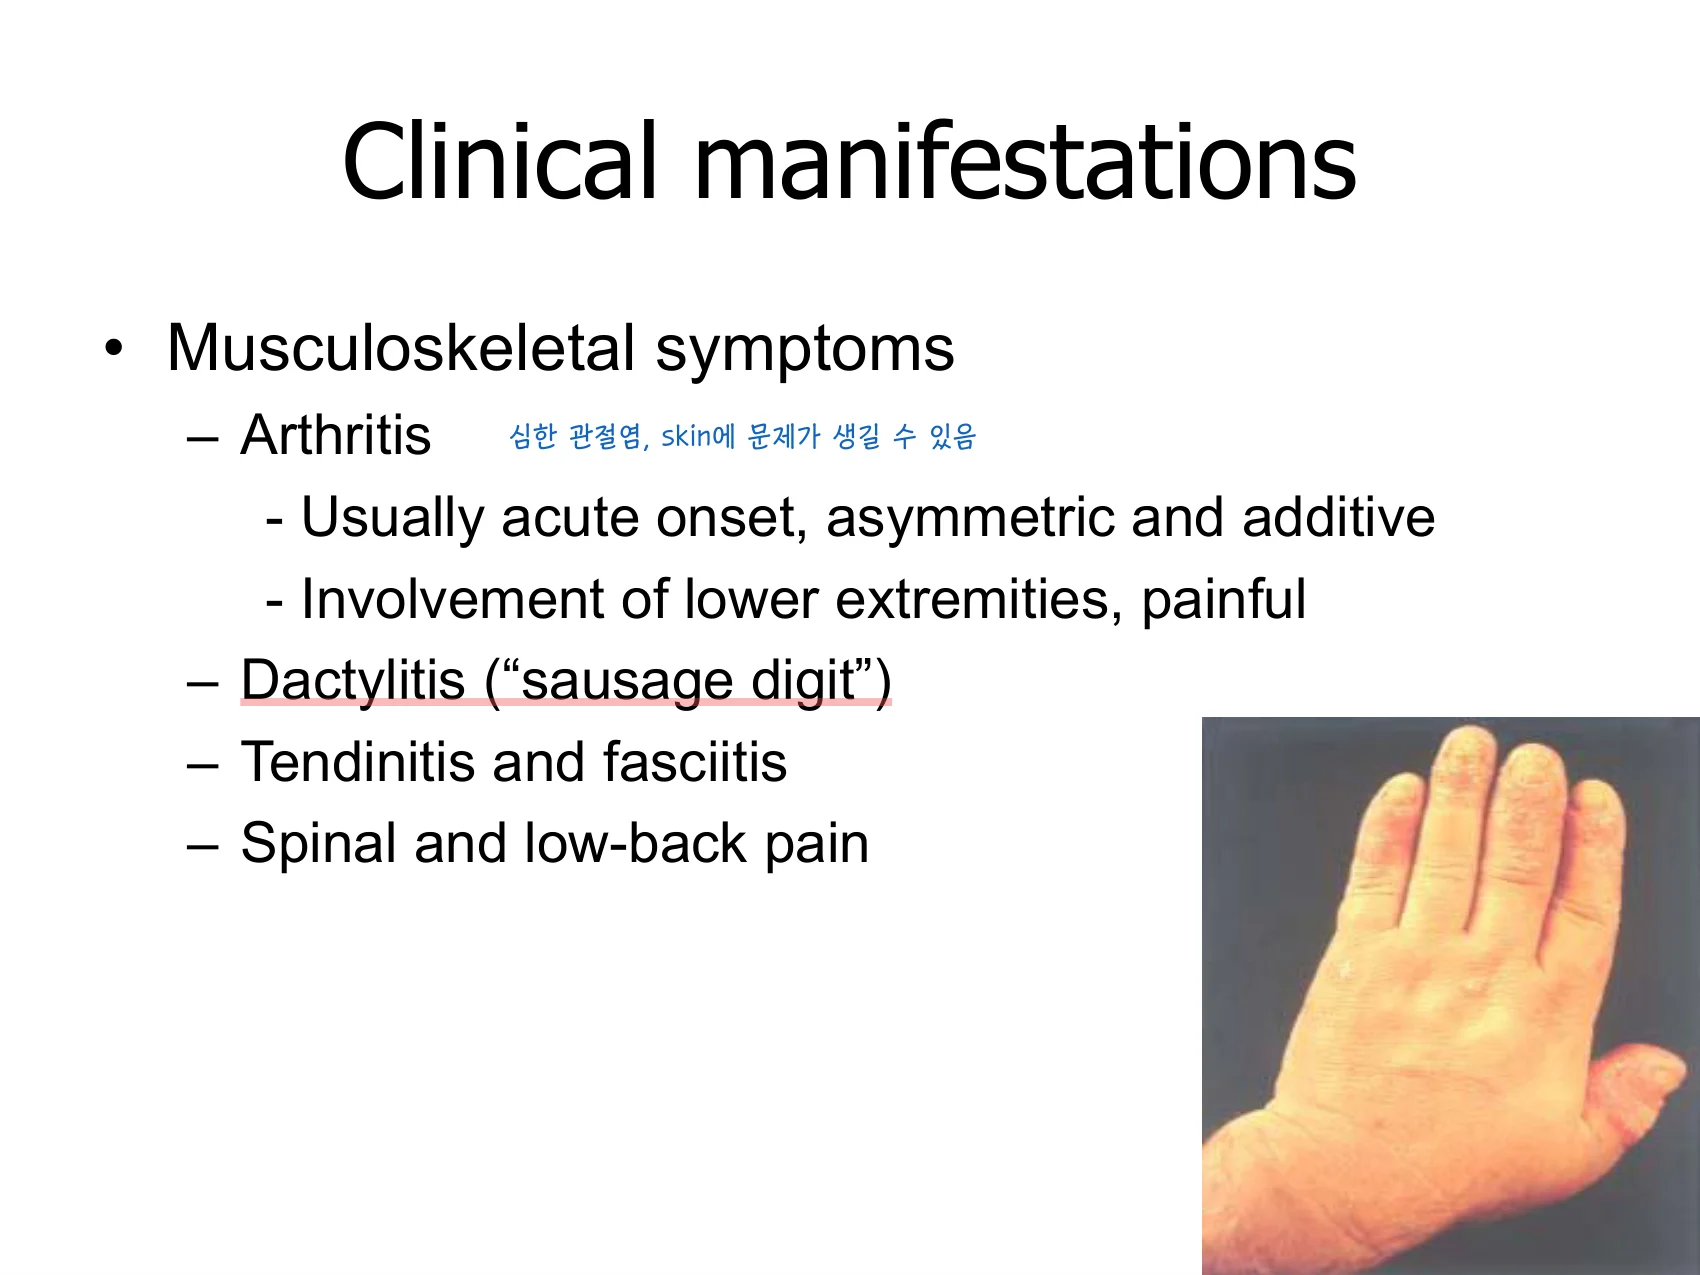 Clinical manifestations
• Musculoskeletal symptoms
– Arthritis 심한 관절염, skin에 문제가 생길 수 있음
- Usually acute onset, asymmetric and additive
- Involvement of lower extremities, painful
– Dactylitis (“sausage digit”)
– Tendinitis and fasciitis
– Spinal and low-back pain